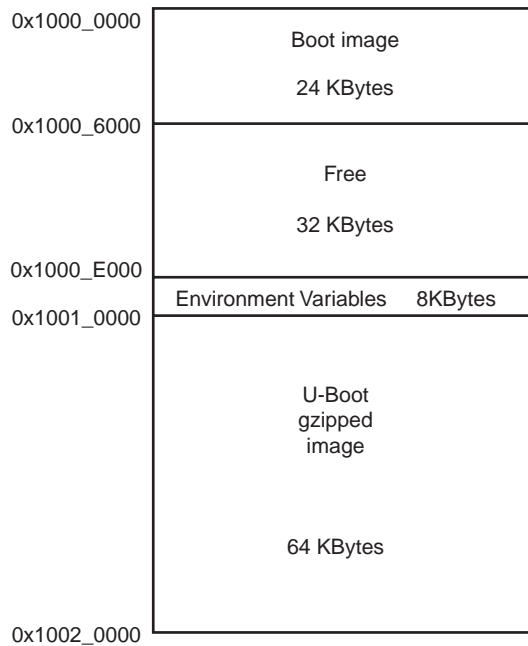 0x1000_0000
Boot image
24 KBytes
0x1000_6000
Free
32 KBytes
0x1000_E000
Environment Variables 8KBytes
0x1001_0000
U-Boot
gzipped
image
64 KBytes
0x1002_0000